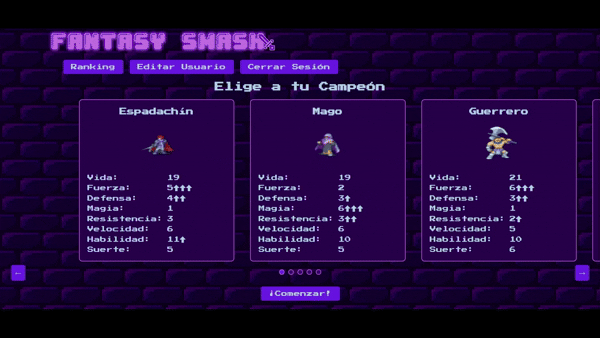 FANTASY SMASH
Ranking
Editar Usuario
Cerrar Sesión
Elige a tu Campeón
Espadachín
Vida: 19
Fuerza: 5↑↑↑
Defensa: 4↑↑
Magia: 1
Resistencia: 3
Velocidad: 6
Habilidad: 11↑
Suerte: 5
Mago
Vida: 19
Fuerza: 2
Defensa: 3↑
Magia: 6↑↑↑
Resistencia: 3↑↑
Velocidad: 6
Habilidad: 10
Suerte: 5
Guerrero
Vida: 21
Fuerza: 6↑↑↑
Defensa: 3↑↑
Magia: 1
Resistencia: 2↑
Velocidad: 5
Habilidad: 10
Suerte: 6
←
→
¡Comenzar!